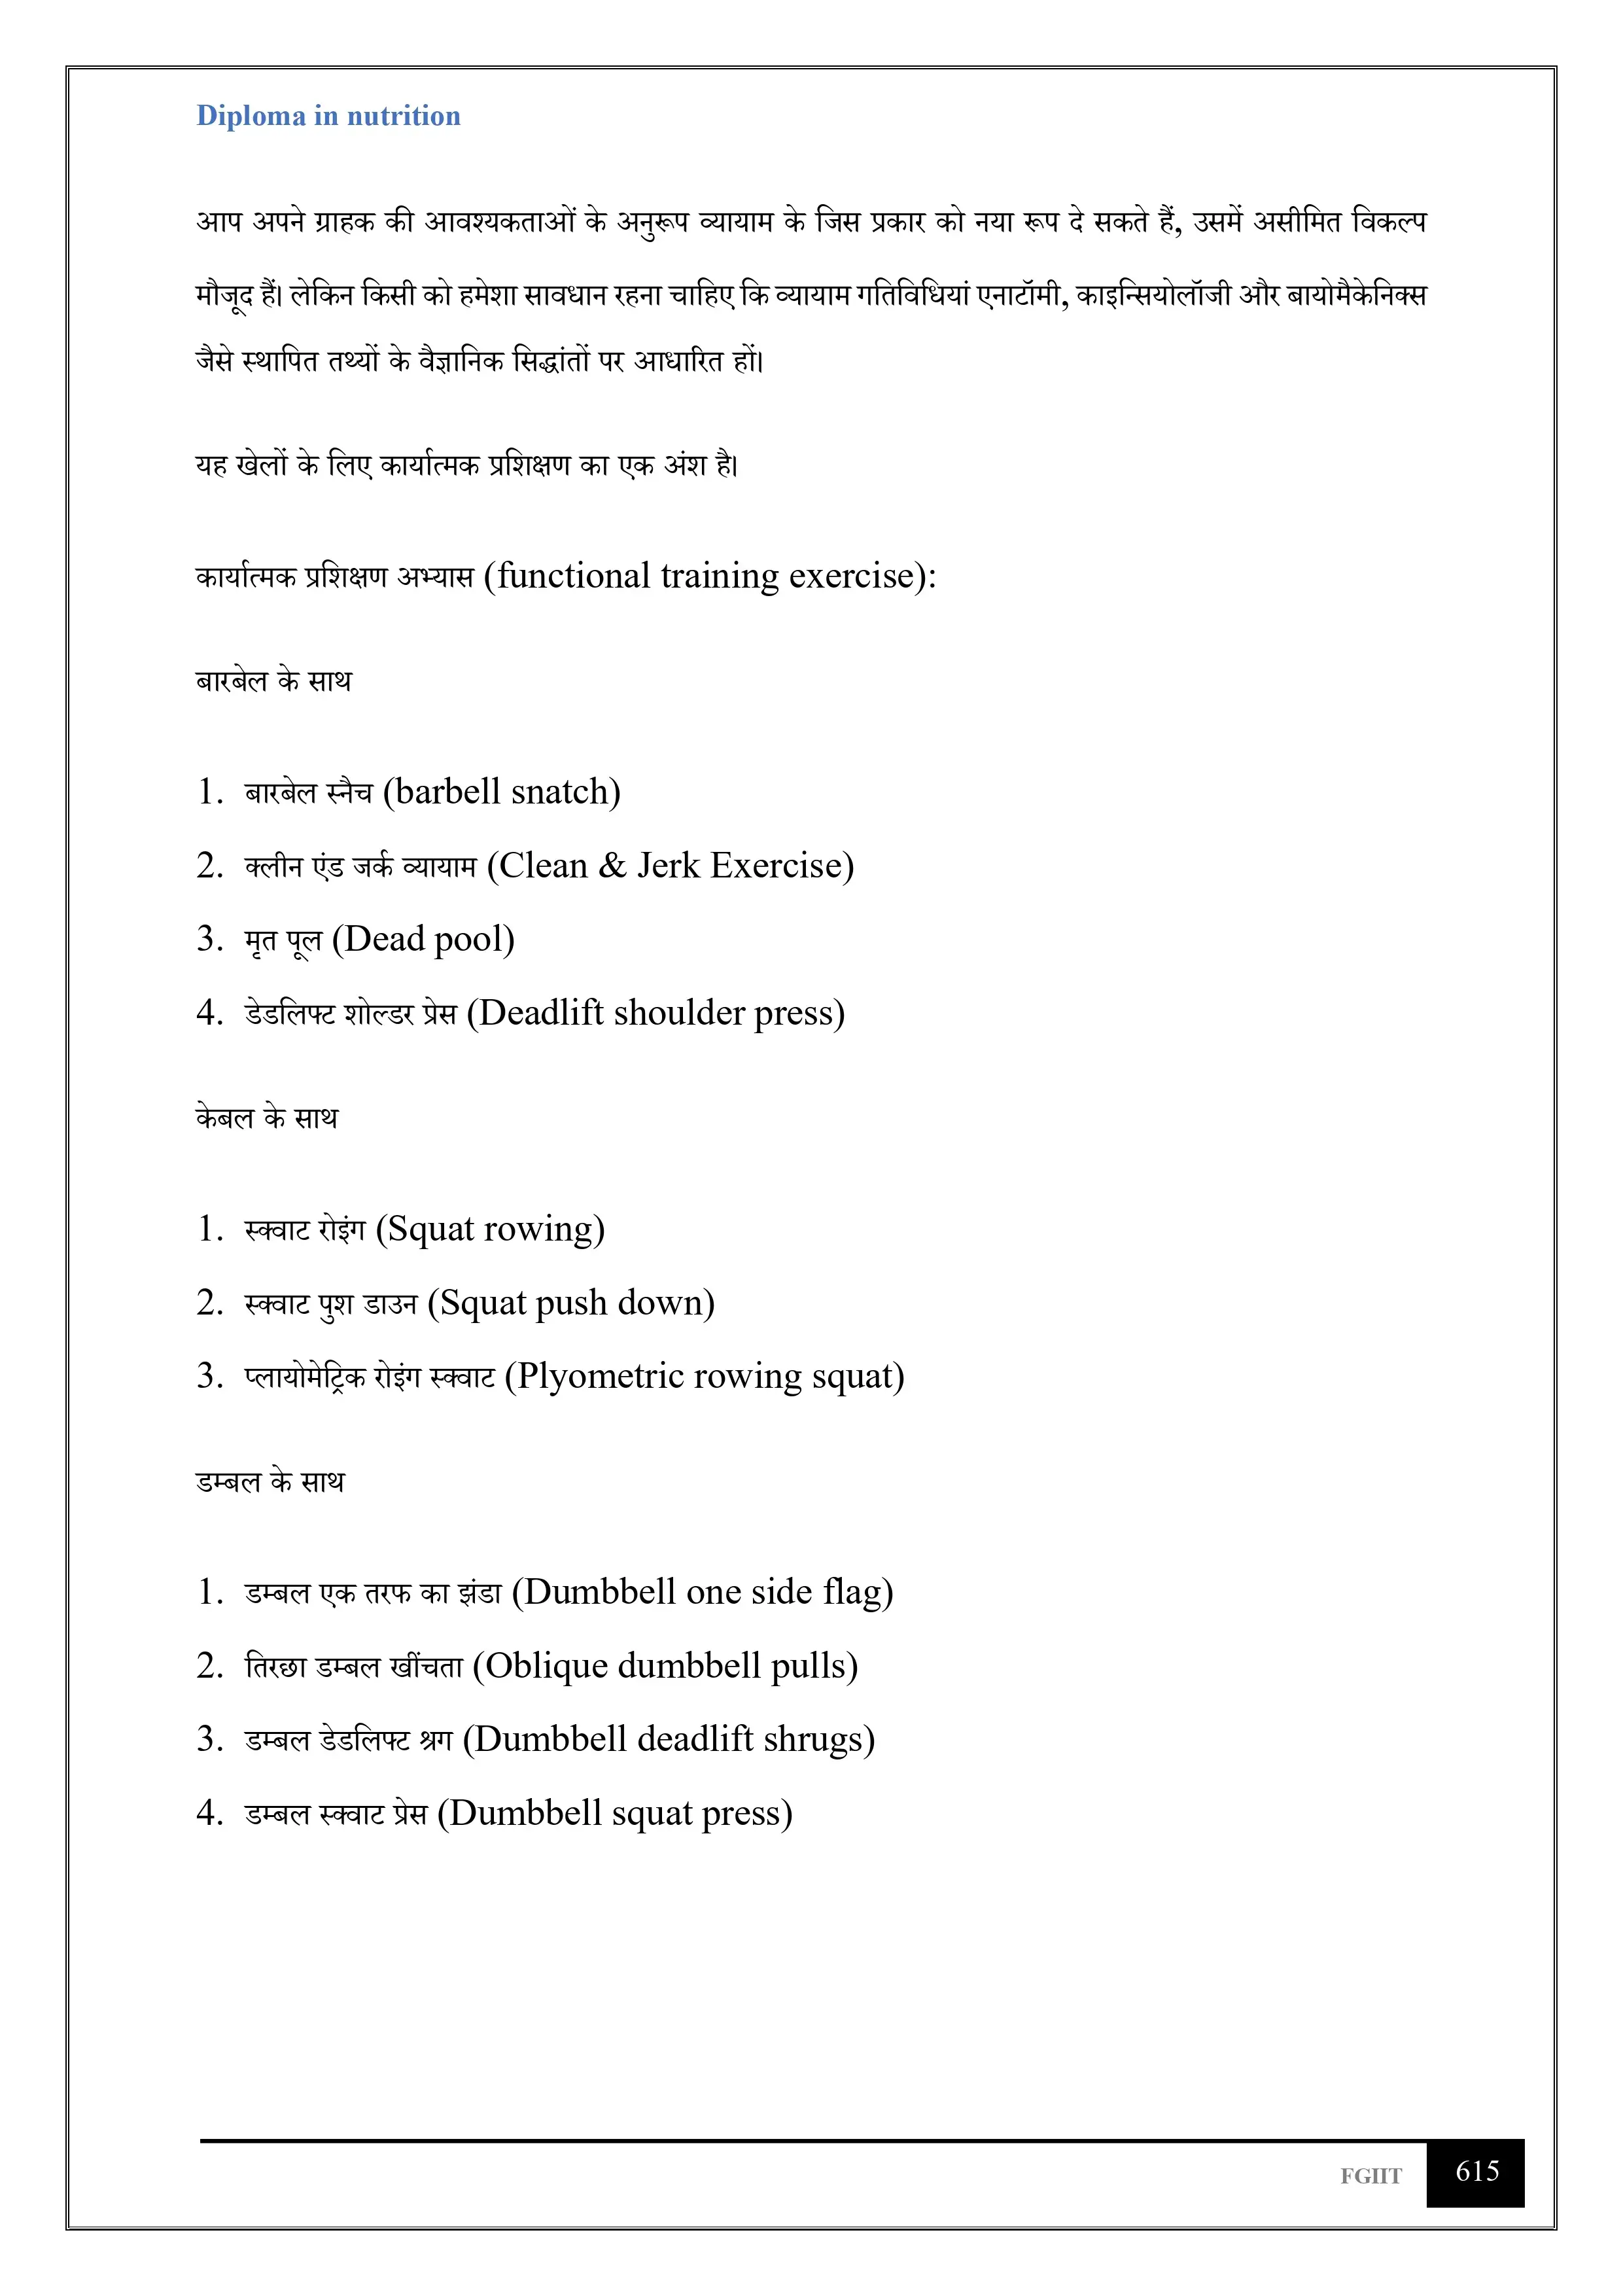 Diploma in nutrition
आप अपने ग्राहक की आवश्यकताओं के अनुरूप व्यायाम के जिस प्रकार को नया रूप दे सकते हैं, उसमें असीमित विकल्प
मौजूद हैं। लेकिन किसी को हमेशा सावधान रहना चाहिए कि व्यायाम गतिविधियां एनाटॉमी, काइन्सियोलॉजी और बायोमैकेनिक्स
जैसे स्थापित तथ्यों के वैज्ञानिक सिद्धांतों पर आधारित हों।
यह खेलों के लिए कार्यात्मक प्रशिक्षण का एक अंश है।
कार्यात्मक प्रशिक्षण अभ्यास (functional training exercise):
बारबेल के साथ
1. बारबेल स्नैच (barbell snatch)
2. क्लीन एंड जर्क व्यायाम (Clean & Jerk Exercise)
3. मृत पूल (Dead pool)
4. डेडलिफ्ट शोल्डर प्रेस (Deadlift shoulder press)
केबल के साथ
1. स्क्वाट रोइंग (Squat rowing)
2. स्क्वाट पुश डाउन (Squat push down)
3. प्लायोमेट्रिक रोइंग स्क्वाट (Plyometric rowing squat)
डम्बल के साथ
1. डम्बल एक तरफ का झंडा (Dumbbell one side flag)
2. तिरछा डम्बल खींचता (Oblique dumbbell pulls)
3. डम्बल डेडलिफ्ट श्रग (Dumbbell deadlift shrugs)
4. डम्बल स्क्वाट प्रेस (Dumbbell squat press)
FGIIT 615